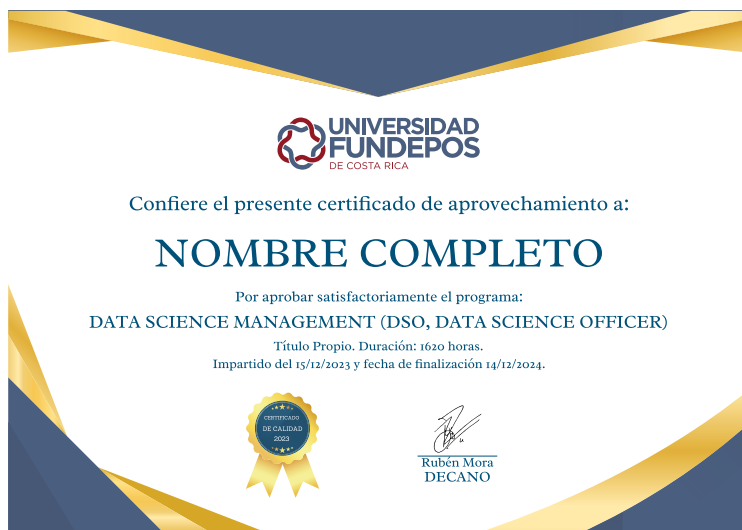 UNIVERSIDAD
FUNDEPOS
DE COSTA RICA
Confiere el presente certificado de aprovechamiento a:
NOMBRE COMPLETO
Por aprobar satisfactoriamente el programa:
DATA SCIENCE MANAGEMENT (DSO, DATA SCIENCE OFFICER)
Título Propio. Duración: 1620 horas.
Impartido del 15/12/2023 y fecha de finalización 14/12/2024.
CERTIFICADO
DE CALIDAD
2023
Rubén Mora
DECANO